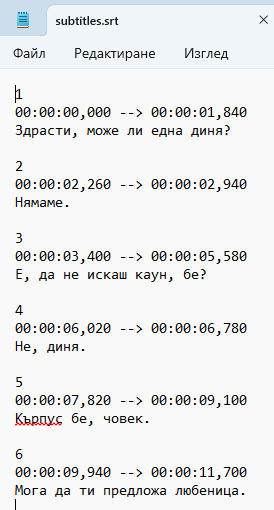 subtitles.srt
Файл Редактиране Изглед
1
00:00:00,000 --> 00:00:01,840
Здрасти, може ли една диня?
2
00:00:02,260 --> 00:00:02,940
Нямаме.
3
00:00:03,400 --> 00:00:05,580
Е, да не искаш каун, бе?
4
00:00:06,020 --> 00:00:06,780
Не, диня.
5
00:00:07,820 --> 00:00:09,100
Кърпус бе, човек.
6
00:00:09,940 --> 00:00:11,700
Мога да ти предложа любеница.